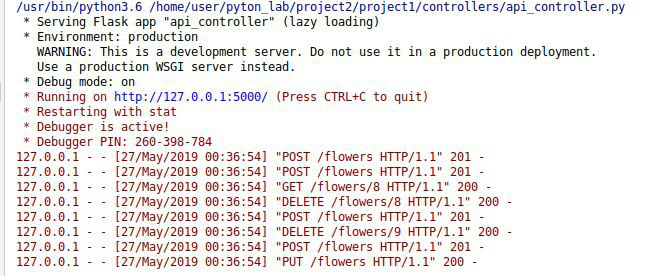 /usr/bin/python3.6 /home/user/pyton_lab/project2/project1/controllers/api_controller.py
* Serving Flask app "api_controller" (lazy loading)
* Environment: production
WARNING: This is a development server. Do not use it in a production deployment.
Use a production WSGI server instead.
* Debug mode: on
* Running on http://127.0.0.1:5000/ (Press CTRL+C to quit)
* Restarting with stat
* Debugger is active!
* Debugger PIN: 260-398-784
127.0.0.1 - - [27/May/2019 00:36:54] "POST /flowers HTTP/1.1" 201 -
127.0.0.1 - - [27/May/2019 00:36:54] "POST /flowers HTTP/1.1" 201 -
127.0.0.1 - - [27/May/2019 00:36:54] "GET /flowers/8 HTTP/1.1" 200 -
127.0.0.1 - - [27/May/2019 00:36:54] "DELETE /flowers/8 HTTP/1.1" 200 -
127.0.0.1 - - [27/May/2019 00:36:54] "POST /flowers HTTP/1.1" 201 -
127.0.0.1 - - [27/May/2019 00:36:54] "DELETE /flowers/9 HTTP/1.1" 200 -
127.0.0.1 - - [27/May/2019 00:36:54] "POST /flowers HTTP/1.1" 201 -
127.0.0.1 - - [27/May/2019 00:36:54] "PUT /flowers HTTP/1.1" 200 -